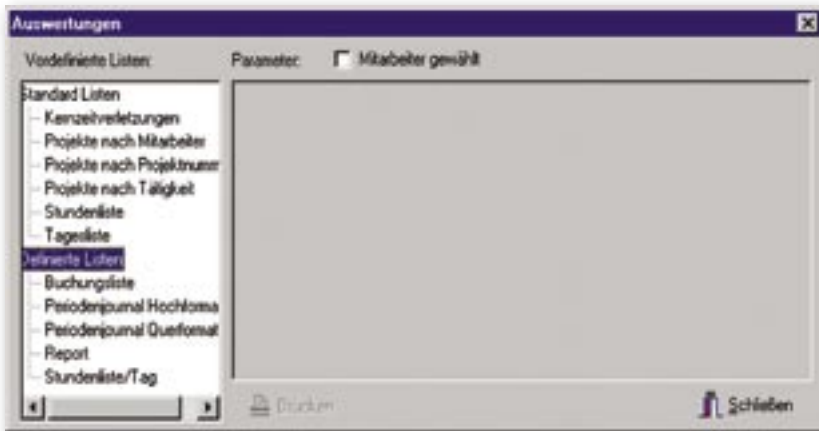 Auswertungen
Vordefinierte Listen:
Parameter:
Mitarbeiter gewählt
Standard Listen
Kernzeitverletzungen
Projekte nach Mitarbeiter
Projekte nach Projektnumm
Projekte nach Tätigkeit
Stundenliste
Tagesliste
Definierte Listen
Buchungsliste
Periodenjournal Hochforma
Periodenjournal Querformat
Report
Stundenliste/Tag
Drucken
Schließen